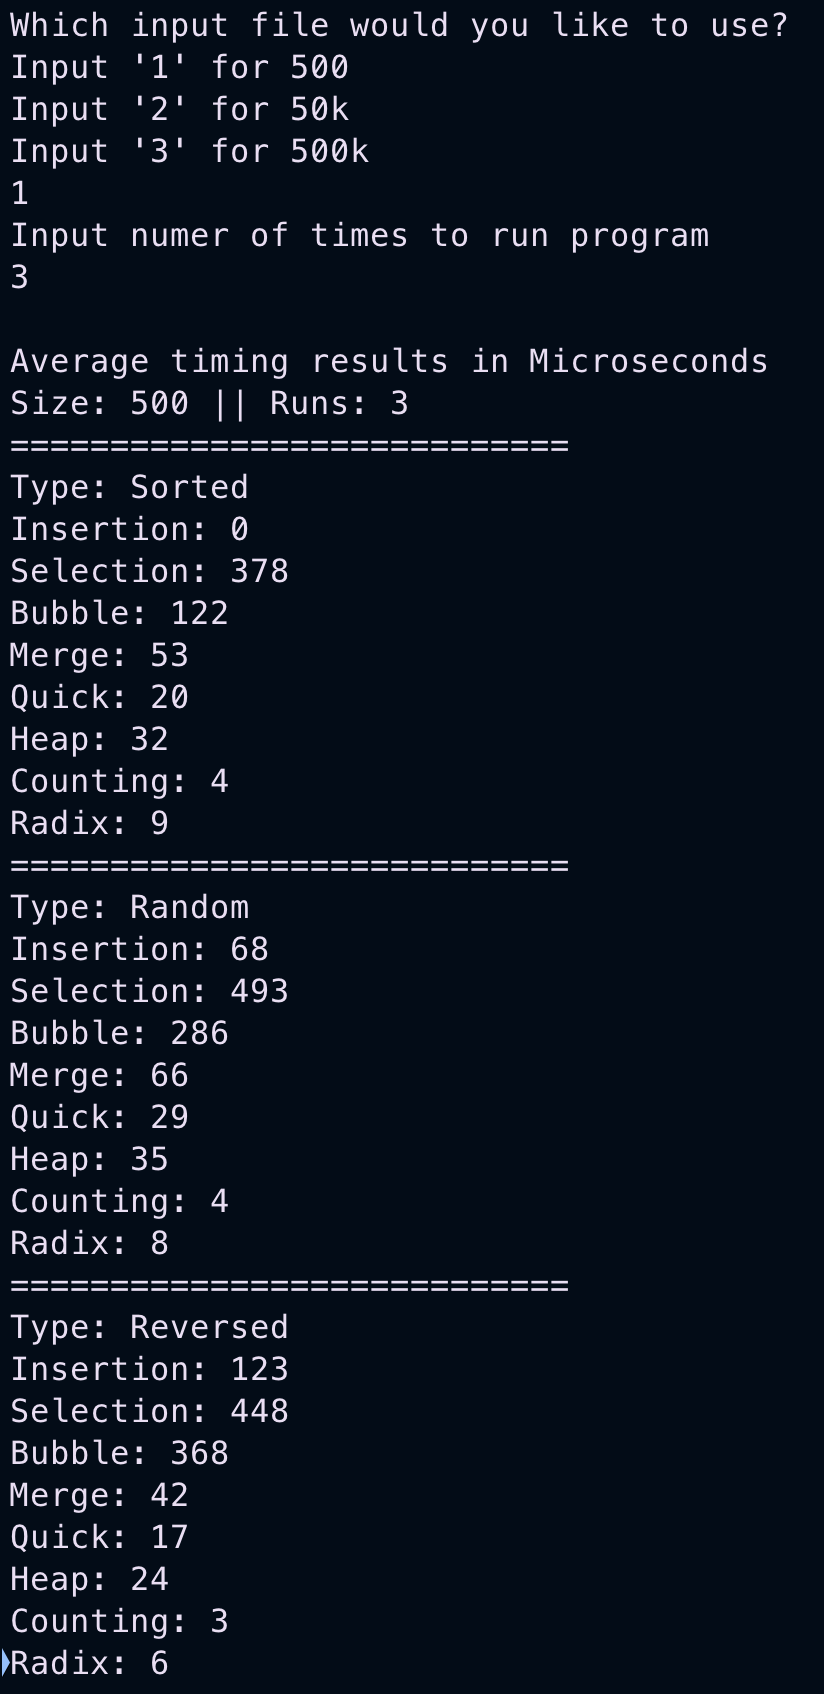 Which input file would you like to use?
Input '1' for 500
Input '2' for 50k
Input '3' for 500k
1
Input numer of times to run program
3

Average timing results in Microseconds
Size: 500 || Runs: 3
============================
Type: Sorted
Insertion: 0
Selection: 378
Bubble: 122
Merge: 53
Quick: 20
Heap: 32
Counting: 4
Radix: 9
============================
Type: Random
Insertion: 68
Selection: 493
Bubble: 286
Merge: 66
Quick: 29
Heap: 35
Counting: 4
Radix: 8
============================
Type: Reversed
Insertion: 123
Selection: 448
Bubble: 368
Merge: 42
Quick: 17
Heap: 24
Counting: 3
Radix: 6